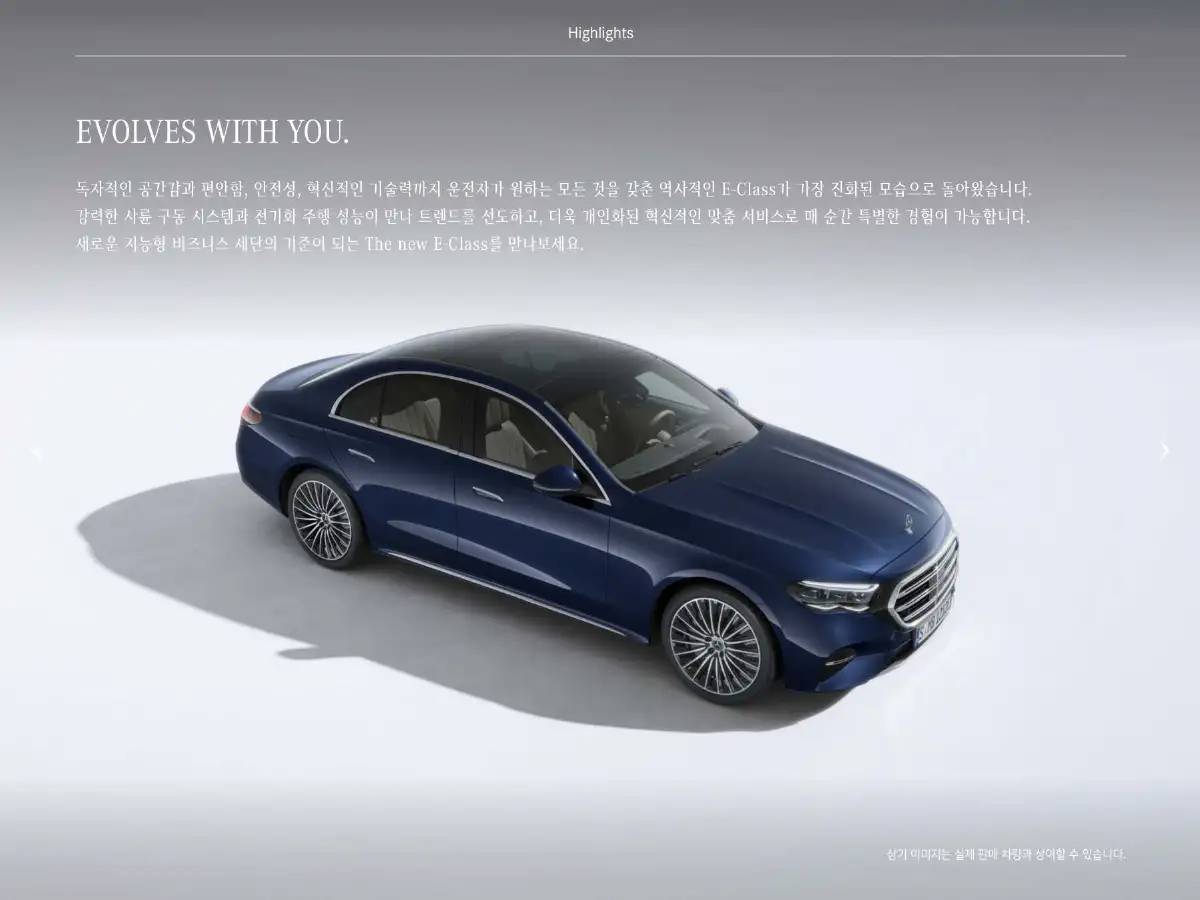 Highlights
EVOLVES WITH YOU.
독자적인 공간감과 편안함, 안전성, 혁신적인 기술력까지 운전자가 원하는 모든 것을 갖춘 역사적인 E-Class가 가장 진화된 모습으로 돌아왔습니다.
강력한 사륜 구동 시스템과 전기화 주행 성능이 만나 트렌드를 선도하고, 더욱 개인화된 혁신적인 맞춤 서비스로 매 순간 특별한 경험이 가능합니다.
새로운 지능형 비즈니스 세단의 기준이 되는 The new E-Class를 만나보세요.
상기 이미지는 실제 판매 차량과 상이할 수 있습니다.